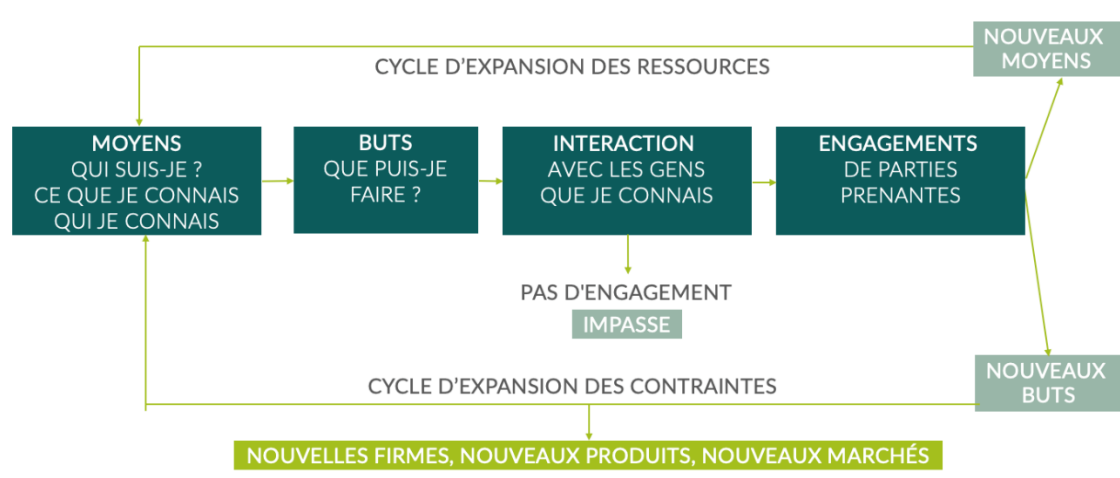 NOUVEAUX
MOYENS
CYCLE D'EXPANSION DES RESSOURCES
MOYENS
QUI SUIS-JE ?
CE QUE JE CONNAIS
QUI JE CONNAIS
BUTS
QUE PUIS-JE
FAIRE ?
INTERACTION
AVEC LES GENS
QUE JE CONNAIS
ENGAGEMENTS
DE PARTIES
PRENANTES
PAS D'ENGAGEMENT
IMPASSE
NOUVEAUX
BUTS
CYCLE D'EXPANSION DES CONTRAINTES
NOUVELLES FIRMES, NOUVEAUX PRODUITS, NOUVEAUX MARCHÉS